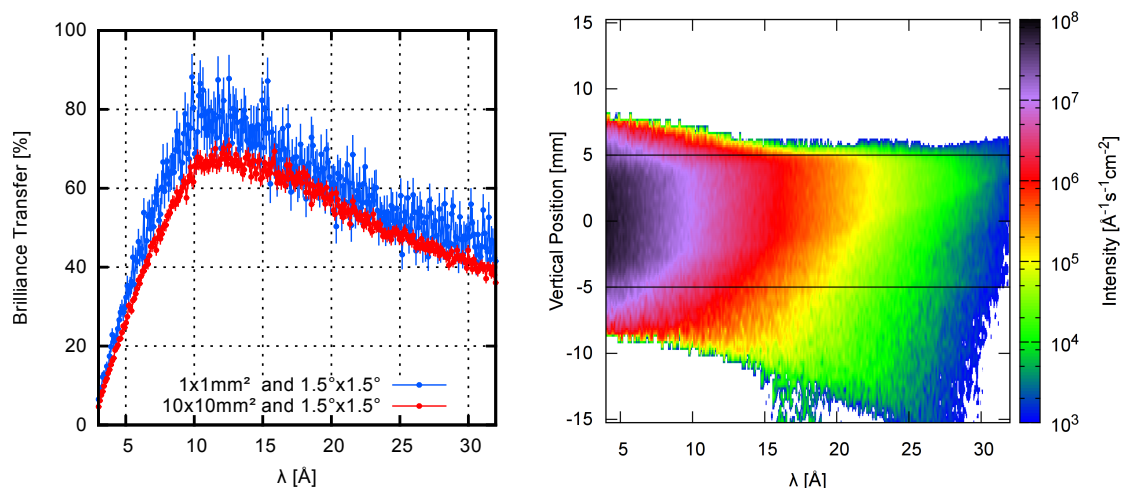 Brilliance Transfer [%]
100
80
60
40
20
0
1x1mm² and 1.5°x1.5°
10x10mm² and 1.5°x1.5°
5 10 15 20 25 30
λ [Å]
Vertical Position [mm]
15
10
5
0
-5
-10
-15
5 10 15 20 25 30
λ [Å]
10⁸
10⁷
10⁶
10⁵
10⁴
10³
Intensity [Å⁻¹s⁻¹cm⁻²]